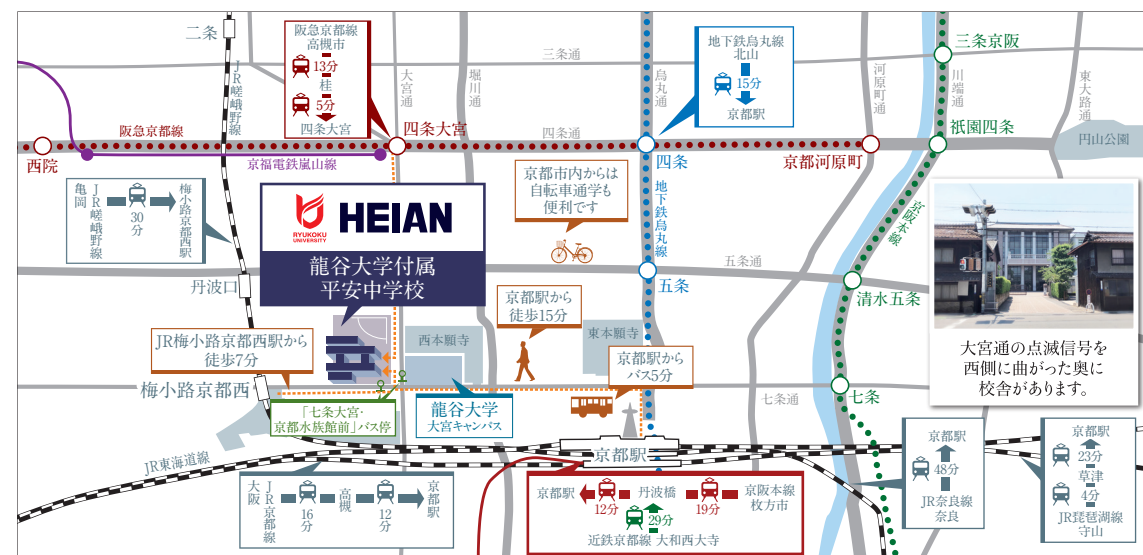 二条
JR嵯峨野線
阪急京都線
高槻市
13分
桂
5分
四条大宮
大宮通
堀川通
三条通
烏丸通
地下鉄烏丸線
北山
15分
京都駅
河原町通
川端通
三条京阪
東大路通
阪急京都線
四条大宮
四条通
祇園四条
円山公園
西院
京福電鉄嵐山線
四条
京都河原町
亀岡
JR嵯峨野線
30分
梅小路京都西駅
RYUKOKU
UNIVERSITY
HEIAN
龍谷大学付属
平安中学校
京都市内からは
自転車通学も
便利です
地下鉄烏丸線
京阪本線
五条通
丹波口
五条
清水五条
大宮通の点滅信号を
西側に曲がった奥に
校舎があります。
JR梅小路京都西駅から
徒歩7分
西本願寺
京都駅から
徒歩15分
東本願寺
京都駅から
バス5分
梅小路京都西
「七条大宮・
京都水族館前」バス停
龍谷大学
大宮キャンパス
七条通
七条
JR東海道線
京都駅
大阪
JR京都線
16分
高槻
12分
京都駅
京都駅
12分
丹波橋
19分
京阪本線
枚方市
29分
近鉄京都線 大和西大寺
京都駅
48分
JR奈良線
奈良
京都駅
23分
草津
4分
JR琵琶湖線
守山